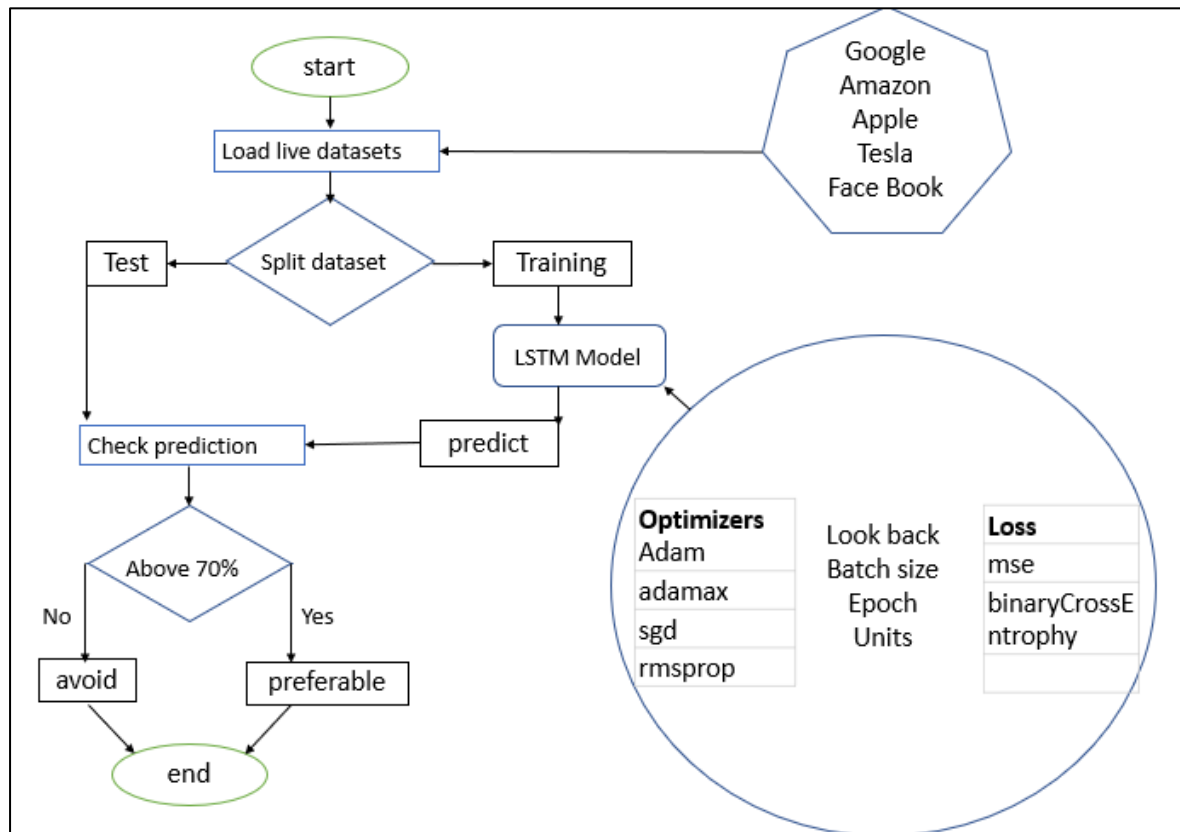 start
Load live datasets
Google
Amazon
Apple
Tesla
Face Book
Test
Split dataset
Training
LSTM Model
Check prediction
predict
Above 70%
No
Yes
avoid
preferable
end
Optimizers
Adam
adamax
sgd
rmsprop
Look back
Batch size
Epoch
Units
Loss
mse
binaryCrossE
ntrophy